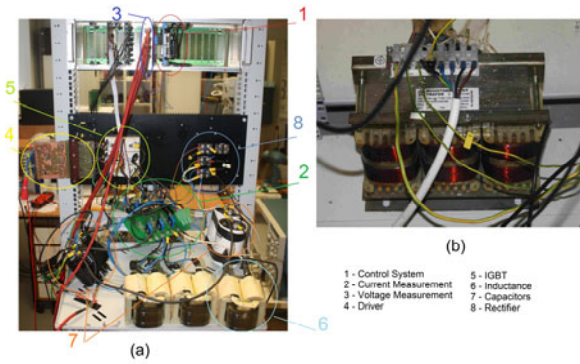 3
1
5
4
8
2
7
6
(a)
(b)
1 - Control System
2 - Current Measurement
3 - Voltage Measurement
4 - Driver
5 - IGBT
6 - Inductance
7 - Capacitors
8 - Rectifier